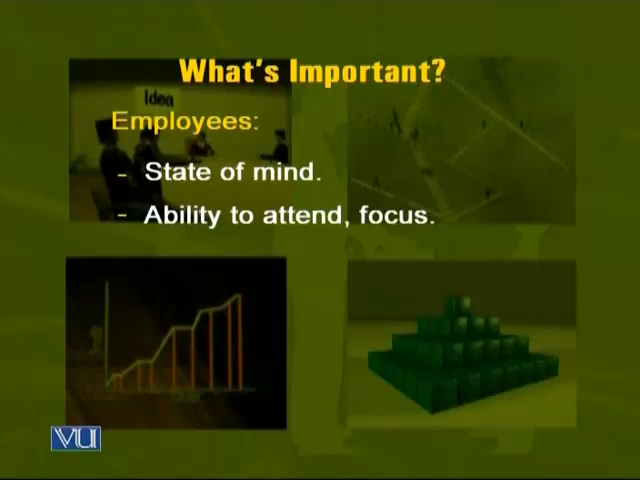 What's Important?
Idea
Employees:
- State of mind.
- Ability to attend, focus.
VU